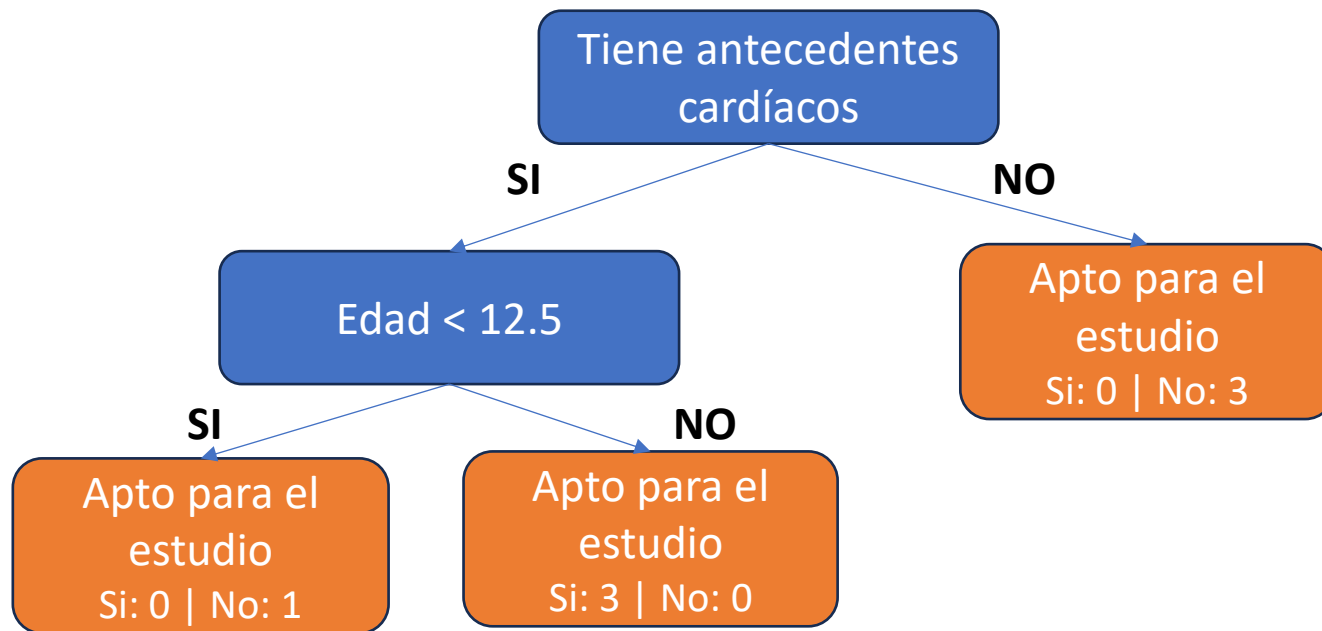 Tiene antecedentes
cardíacos
SI
NO
Edad < 12.5
Apto para el
estudio
Si: 0 | No: 3
SI
NO
Apto para el
estudio
Si: 0 | No: 1
Apto para el
estudio
Si: 3 | No: 0